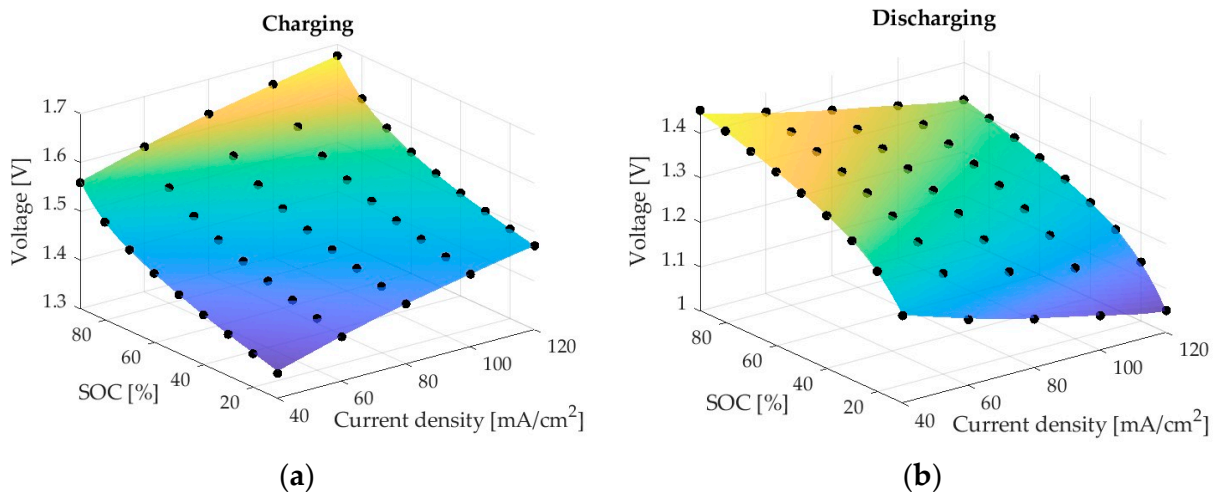 Charging
1.7
1.6
1.5
1.4
1.3
Voltage [V]
80
60
40
20
SOC [%]
40
60
80
100
120
Current density [mA/cm²]
(a)
Discharging
1.4
1.3
1.2
1.1
1
Voltage [V]
80
60
40
20
SOC [%]
40
60
80
100
120
Current density [mA/cm²]
(b)